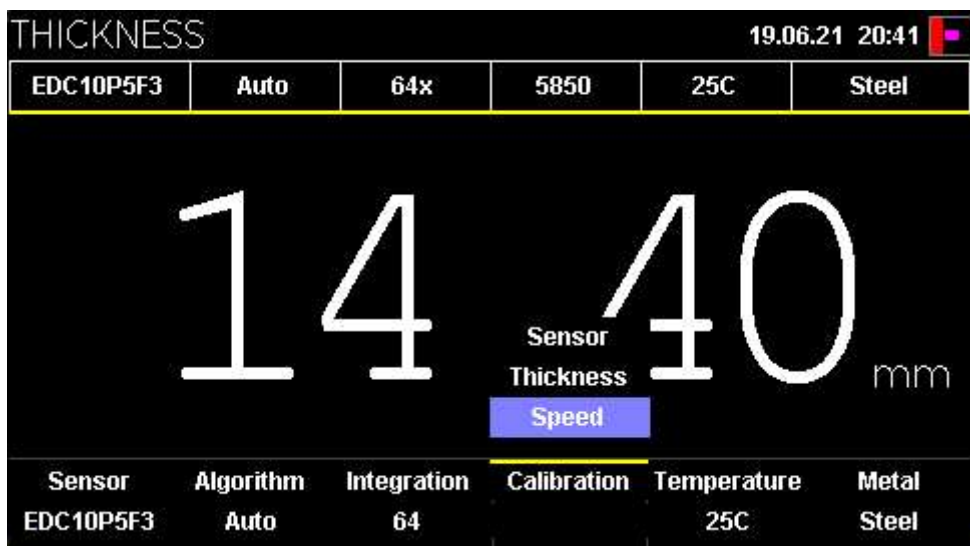 THICKNESS 19.06.21 20:41
EDC10P5F3 Auto 64x 5850 25C Steel
14 40 mm
Sensor
Thickness
Speed
Sensor Algorithm Integration Calibration Temperature Metal
EDC10P5F3 Auto 64 25C Steel